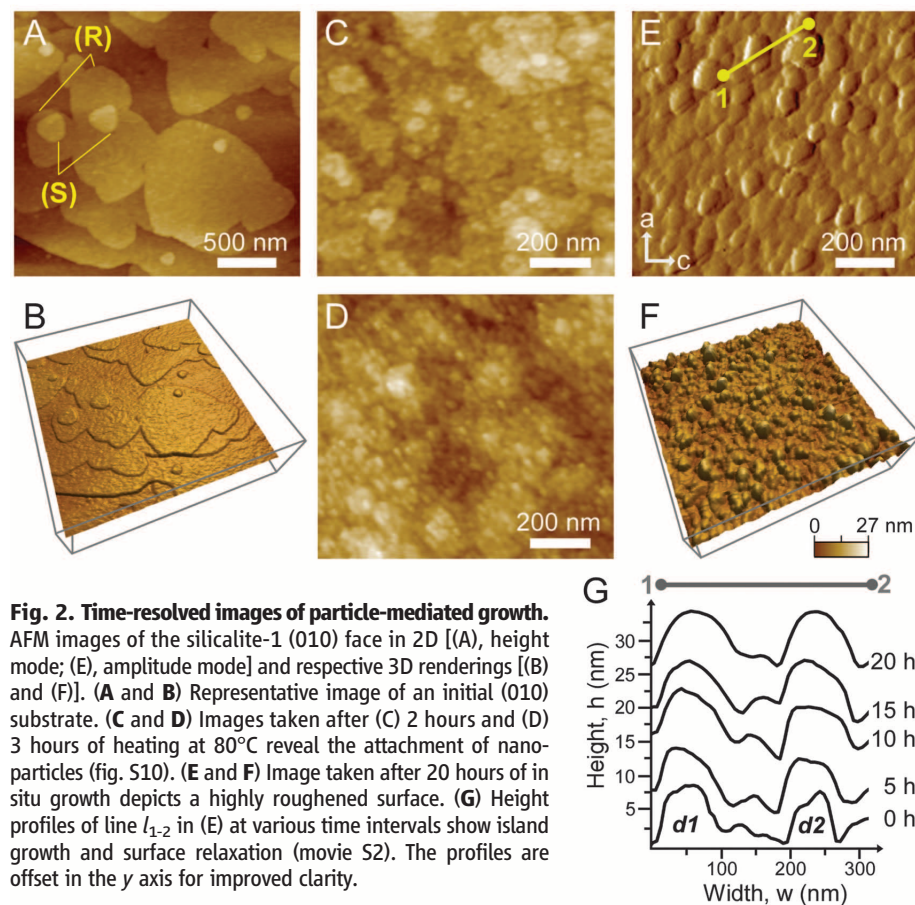 A
(R)
(S)
500 nm
C
200 nm
E
1
2
a
c
200 nm
B
D
200 nm
F
0 27 nm
Fig. 2. Time-resolved images of particle-mediated growth.
AFM images of the silicalite-1 (010) face in 2D [(A), height
mode; (E), amplitude mode] and respective 3D renderings [(B)
and (F)]. (A and B) Representative image of an initial (010)
substrate. (C and D) Images taken after (C) 2 hours and (D)
3 hours of heating at 80°C reveal the attachment of nano-
particles (fig. S10). (E and F) Image taken after 20 hours of in
situ growth depicts a highly roughened surface. (G) Height
profiles of line l1-2 in (E) at various time intervals show island
growth and surface relaxation (movie S2). The profiles are
offset in the y axis for improved clarity.
G
1 2
Height, h (nm)
30
25
20
15
10
5
20 h
15 h
10 h
5 h
0 h
d1 d2
100 200 300
Width, w (nm)